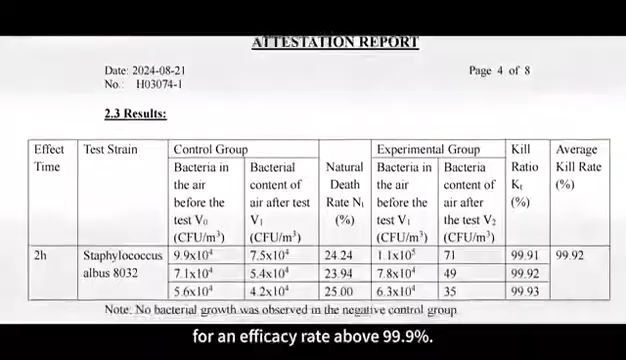 ATTESTATION REPORT
Date: 2024-08-21
Page 4 of 8
No.: H03074-1
2.3 Results:
Effect Time | Test Strain | Control Group | Natural Death Rate Nt (%) | Experimental Group | Kill Ratio Kt (%) | Average Kill Rate (%)
Bacteria in the air before the test V₀ (CFU/m³) | Bacterial content of air after test V₁ (CFU/m³) | Bacteria in the air before the test V₁ (CFU/m³) | Bacteria content of air after the test V₂ (CFU/m³)
2h | Staphylococcus albus 8032 | 9.9x10⁴ | 7.5x10⁴ | 24.24 | 1.1x10⁵ | 71 | 99.91 | 99.92
7.1x10⁴ | 5.4x10⁴ | 23.94 | 7.8x10⁴ | 49 | 99.92
5.6x10⁴ | 4.2x10⁴ | 25.00 | 6.3x10⁴ | 35 | 99.93
Note: No bacterial growth was observed in the negative control group.
for an efficacy rate above 99.9%.